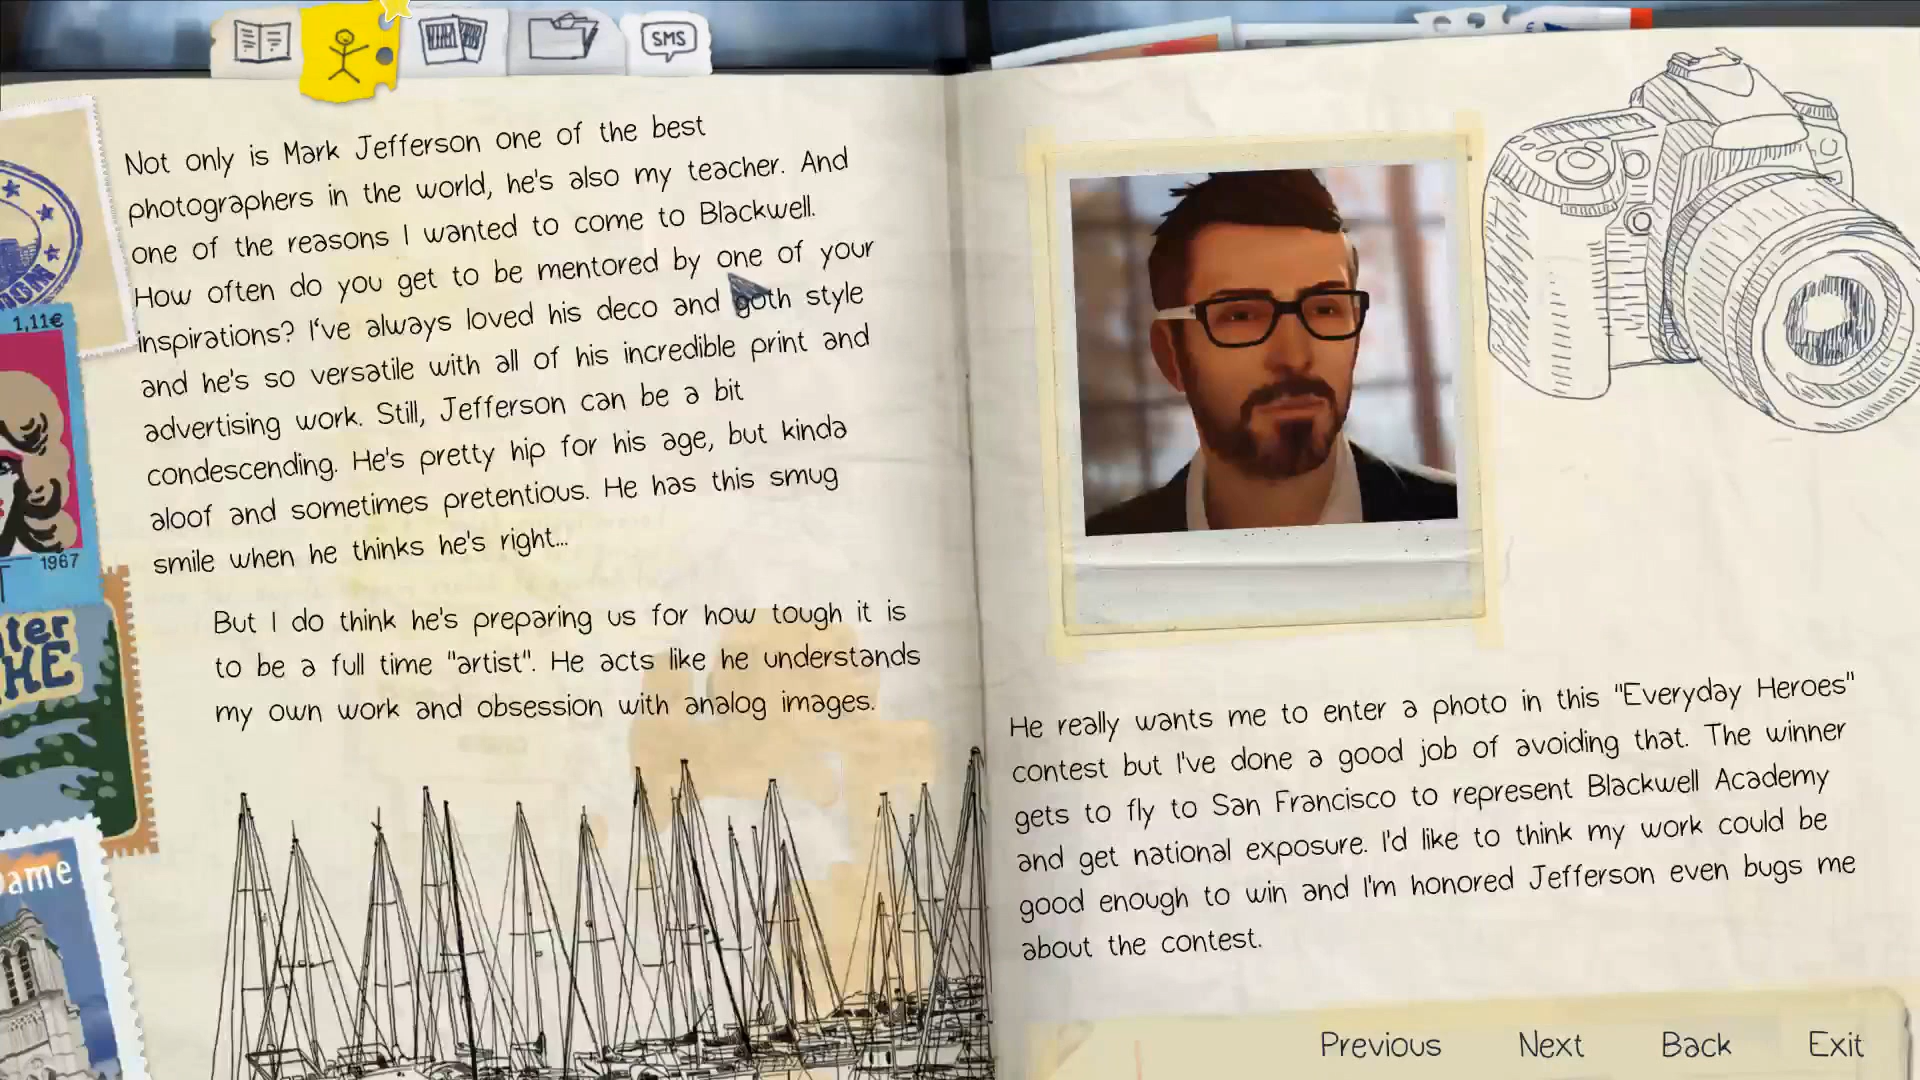 SMS
Not only is Mark Jefferson one of the best
photographers in the world, he's also my teacher. And
one of the reasons I wanted to come to Blackwell.
How often do you get to be mentored by one of your
inspirations? I've always loved his deco and goth style
and he's so versatile with all of his incredible print and
advertising work. Still, Jefferson can be a bit
condescending. He's pretty hip for his age, but kinda
aloof and sometimes pretentious. He has this smug
smile when he thinks he's right...
But I do think he's preparing us for how tough it is
to be a full time "artist". He acts like he understands
my own work and obsession with analog images.
1,11€
1967
He really wants me to enter a photo in this "Everyday Heroes"
contest but I've done a good job of avoiding that. The winner
gets to fly to San Francisco to represent Blackwell Academy
and get national exposure. I'd like to think my work could be
good enough to win and I'm honored Jefferson even bugs me
about the contest.
Previous Next Back Exit